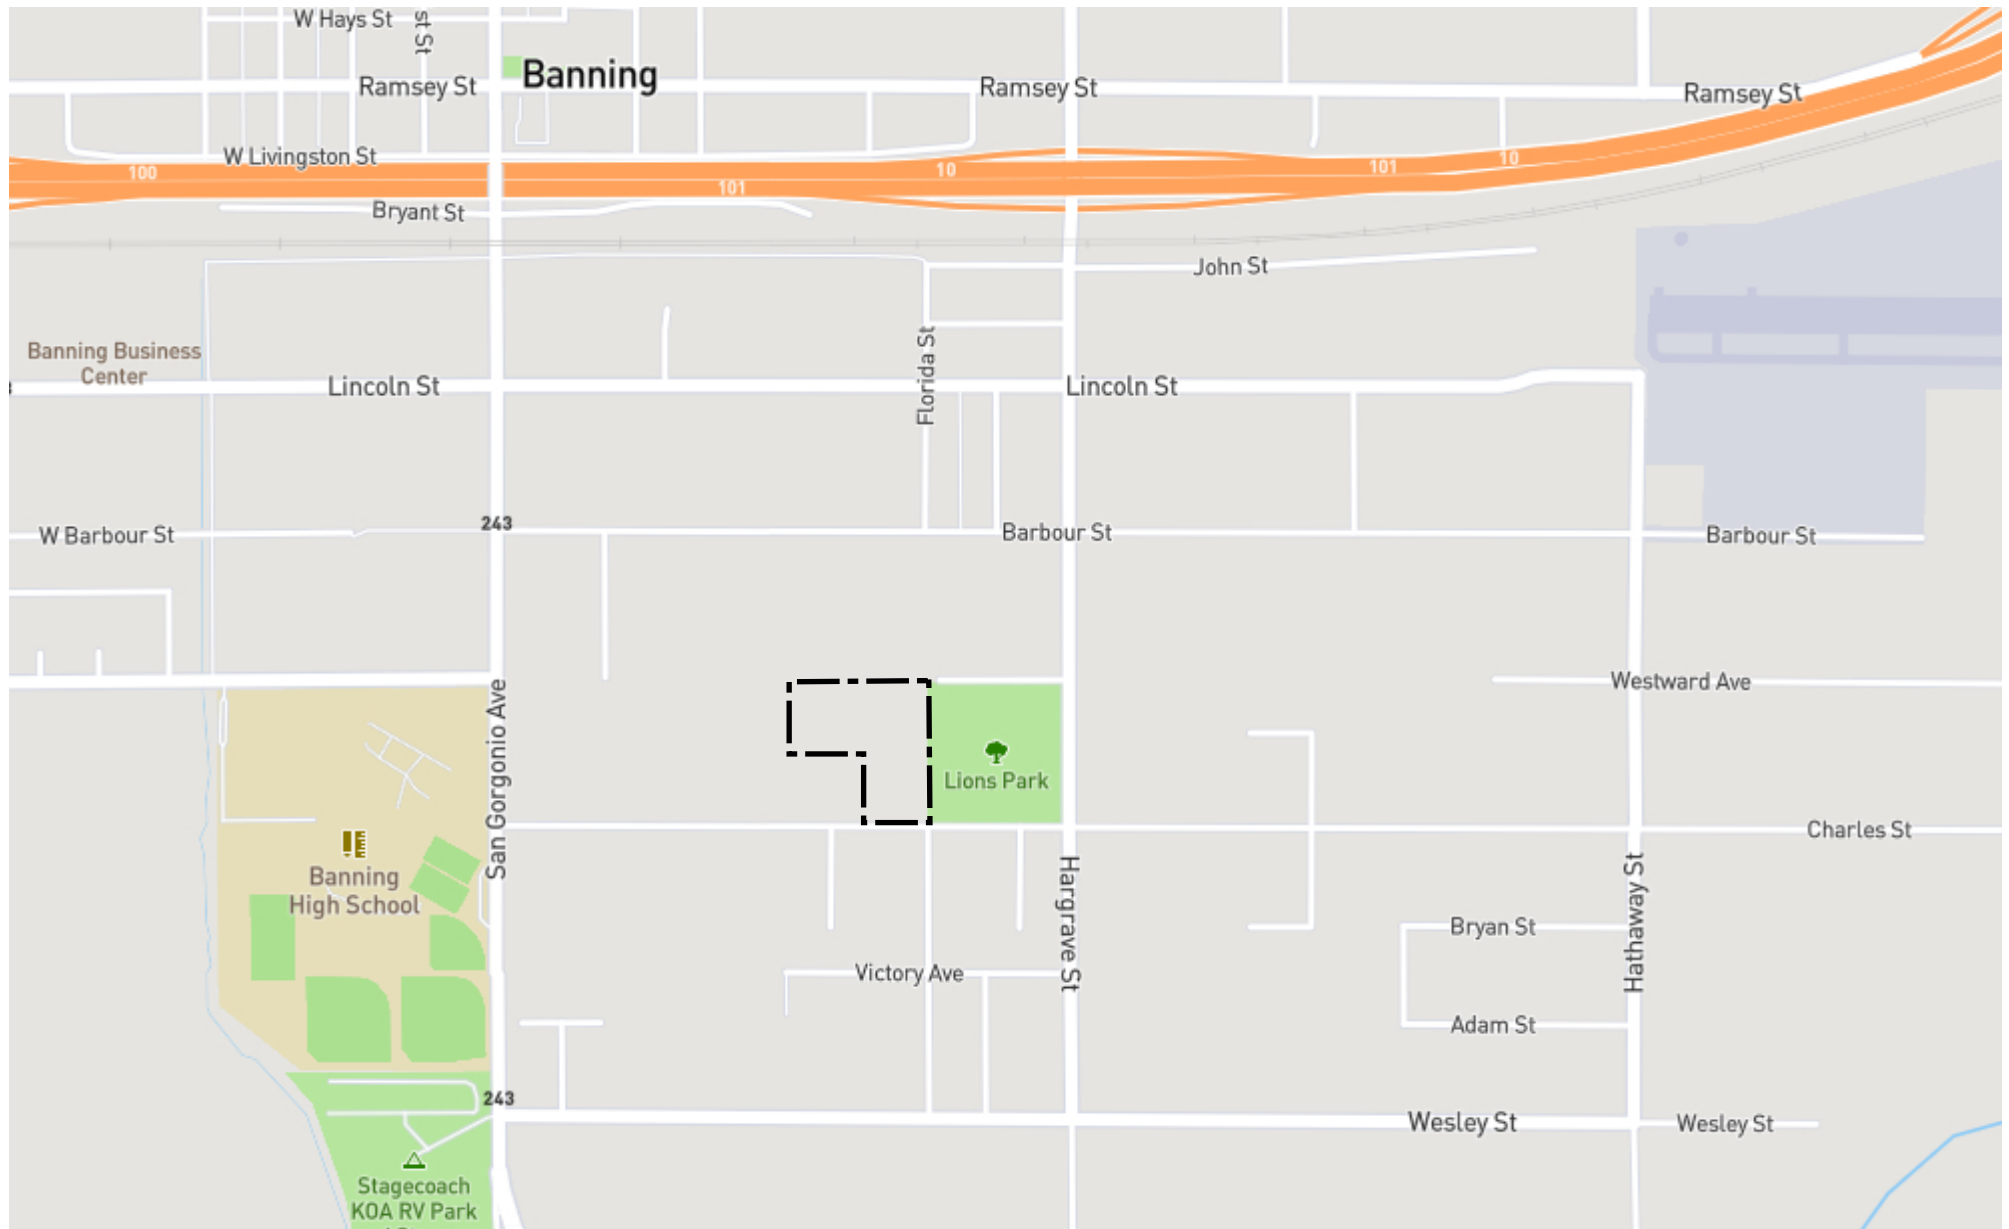 W Hays St
st St
Banning
Ramsey St
Ramsey St
Ramsey St
W Livingston St
100
101
10
101
10
Bryant St
John St
Banning Business
Center
Florida St
Lincoln St
Lincoln St
243
W Barbour St
Barbour St
Barbour St
Westward Ave
San Gorgonio Ave
Lions Park
Charles St
Banning
High School
Hargrave St
Hathaway St
Bryan St
Victory Ave
Adam St
243
Wesley St
Wesley St
Stagecoach
KOA RV Park